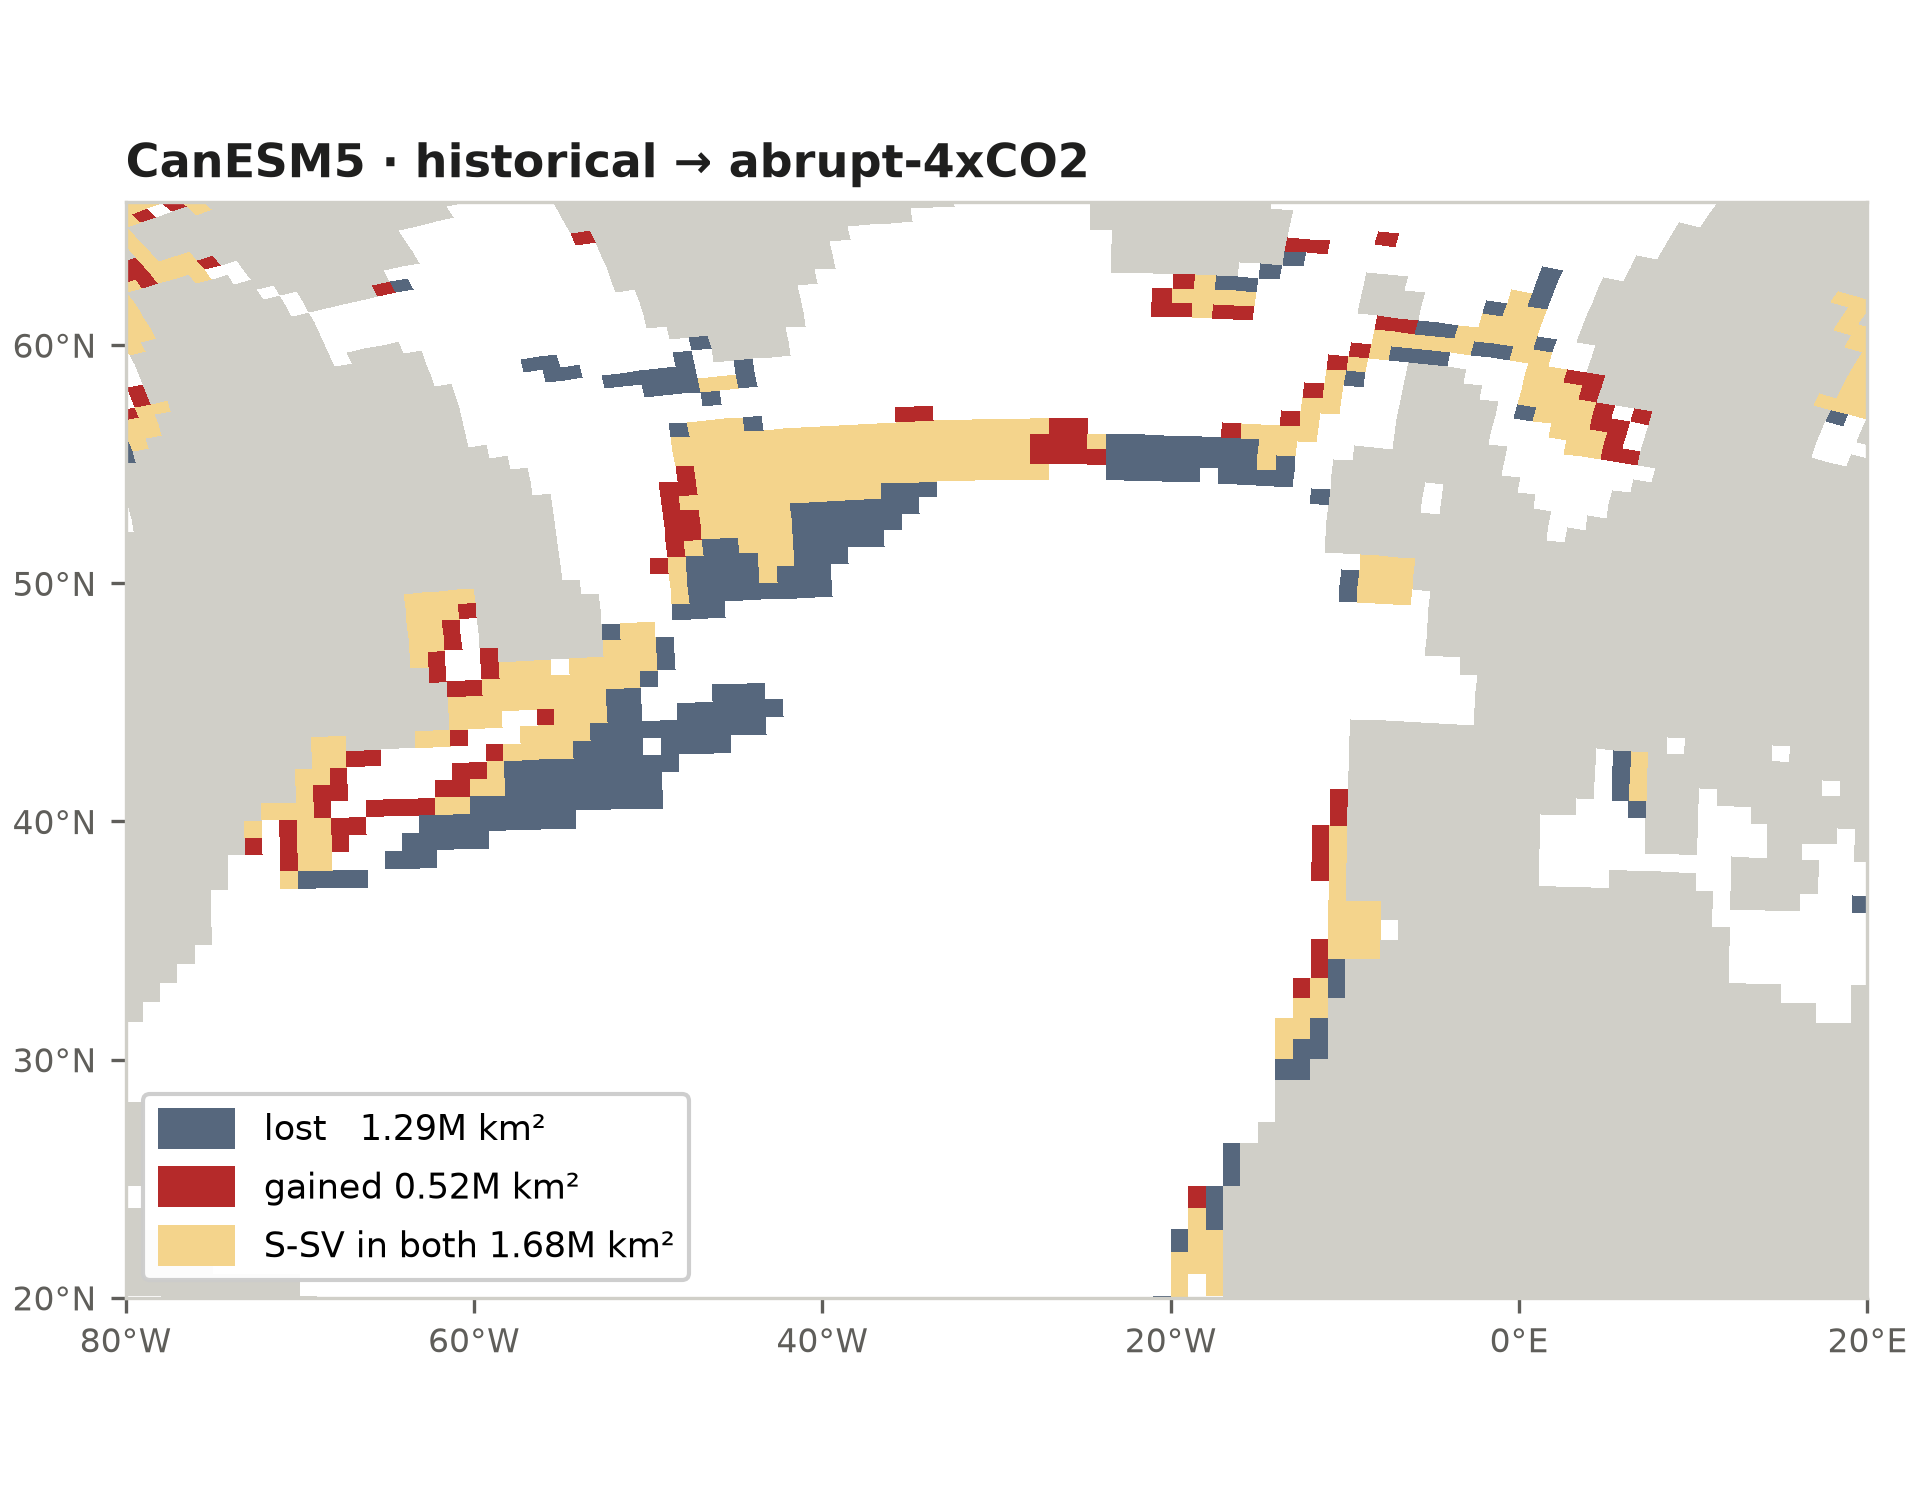 CanESM5 · historical → abrupt-4xCO2
60°N
50°N
40°N
30°N
20°N
lost 1.29M km²
gained 0.52M km²
S-SV in both 1.68M km²
80°W 60°W 40°W 20°W 0°E 20°E